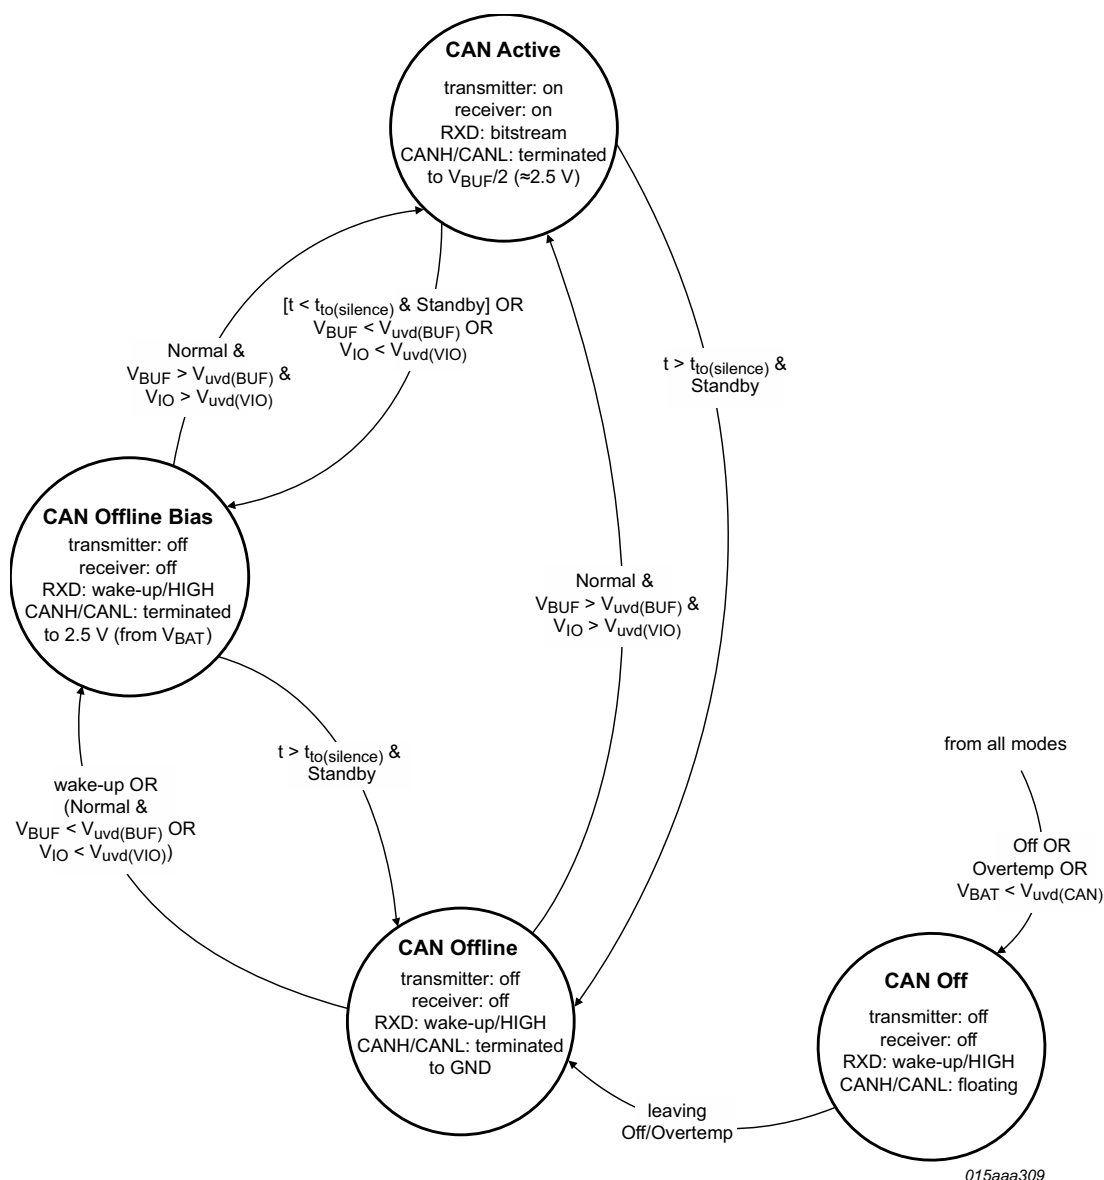 CAN Active
transmitter: on
receiver: on
RXD: bitstream
CANH/CANL: terminated
to VBUF/2 (≈2.5 V)
[t < tto(silence) & Standby] OR
VBUF < Vuvd(BUF) OR
VIO < Vuvd(VIO)
Normal &
VBUF > Vuvd(BUF) &
VIO > Vuvd(VIO)
t > tto(silence) &
Standby
CAN Offline Bias
transmitter: off
receiver: off
RXD: wake-up/HIGH
CANH/CANL: terminated
to 2.5 V (from VBAT)
Normal &
VBUF > Vuvd(BUF) &
VIO > Vuvd(VIO)
t > tto(silence) &
Standby
wake-up OR
(Normal &
VBUF < Vuvd(BUF) OR
VIO < Vuvd(VIO))
from all modes
Off OR
Overtemp OR
VBAT < Vuvd(CAN)
CAN Offline
transmitter: off
receiver: off
RXD: wake-up/HIGH
CANH/CANL: terminated
to GND
CAN Off
transmitter: off
receiver: off
RXD: wake-up/HIGH
CANH/CANL: floating
leaving
Off/Overtemp
015aaa309